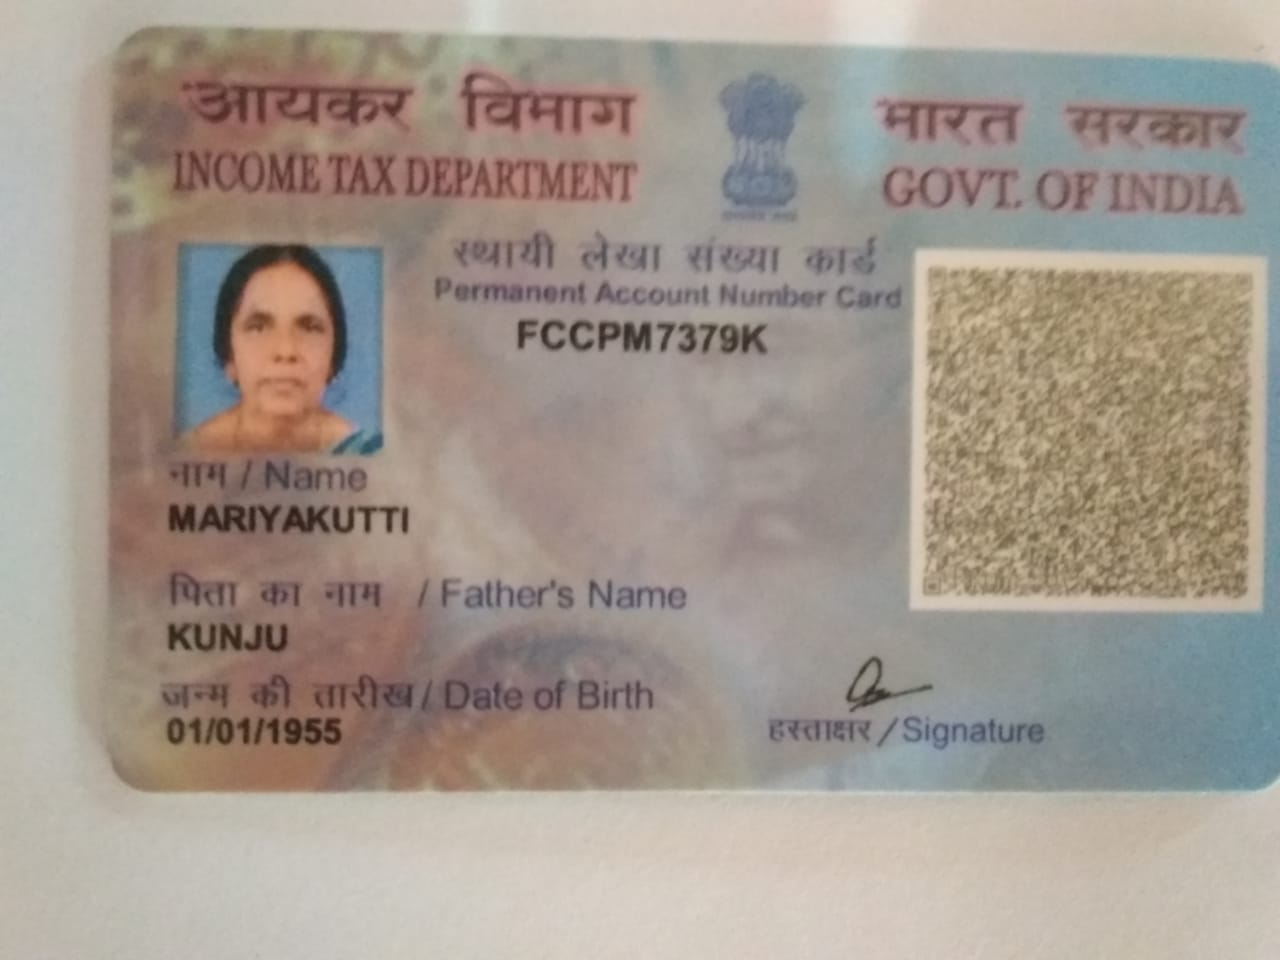 आयकर विभाग
INCOME TAX DEPARTMENT
भारत सरकार
GOVT. OF INDIA
स्थायी लेखा संख्या कार्ड
Permanent Account Number Card
FCCPM7379K
नाम / Name
MARIYAKUTTI
पिता का नाम / Father's Name
KUNJU
जन्म की तारीख / Date of Birth
01/01/1955
हस्ताक्षर / Signature